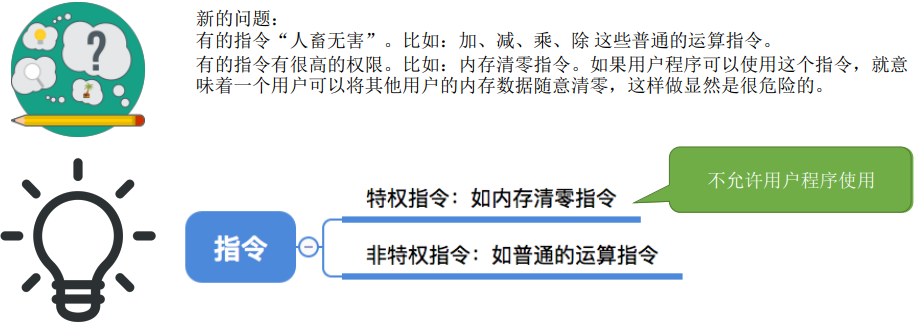 新的问题：
有的指令“人畜无害”。比如：加、减、乘、除 这些普通的运算指令。
有的指令有很高的权限。比如：内存清零指令。如果用户程序可以使用这个指令，就意
味着一个用户可以将其他用户的内存数据随意清零，这样做显然是很危险的。
不允许用户程序使用
特权指令：如内存清零指令
指令
非特权指令：如普通的运算指令